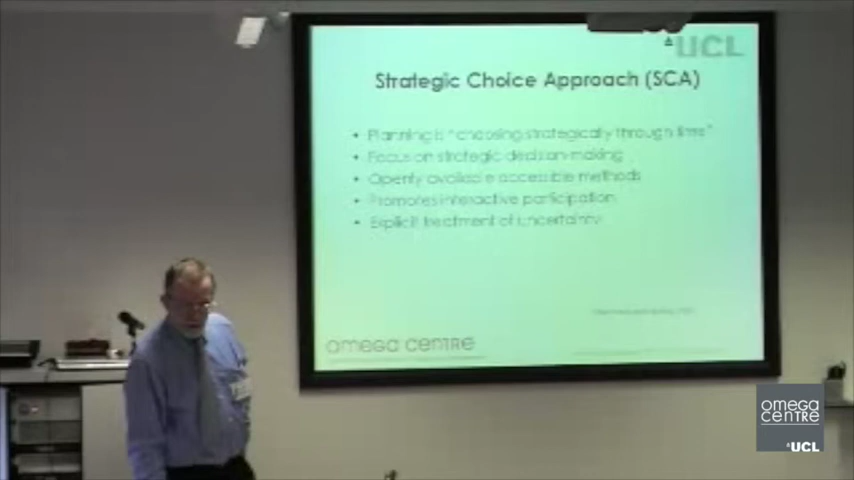 UCL
Strategic Choice Approach (SCA)
• Planning is "choosing strategically through time"
• Focus on strategic decision-making
• Openly available accessible methods
• Promotes interactive participation
• Explicit treatment of uncertainty
omega centre
omega
centre
UCL